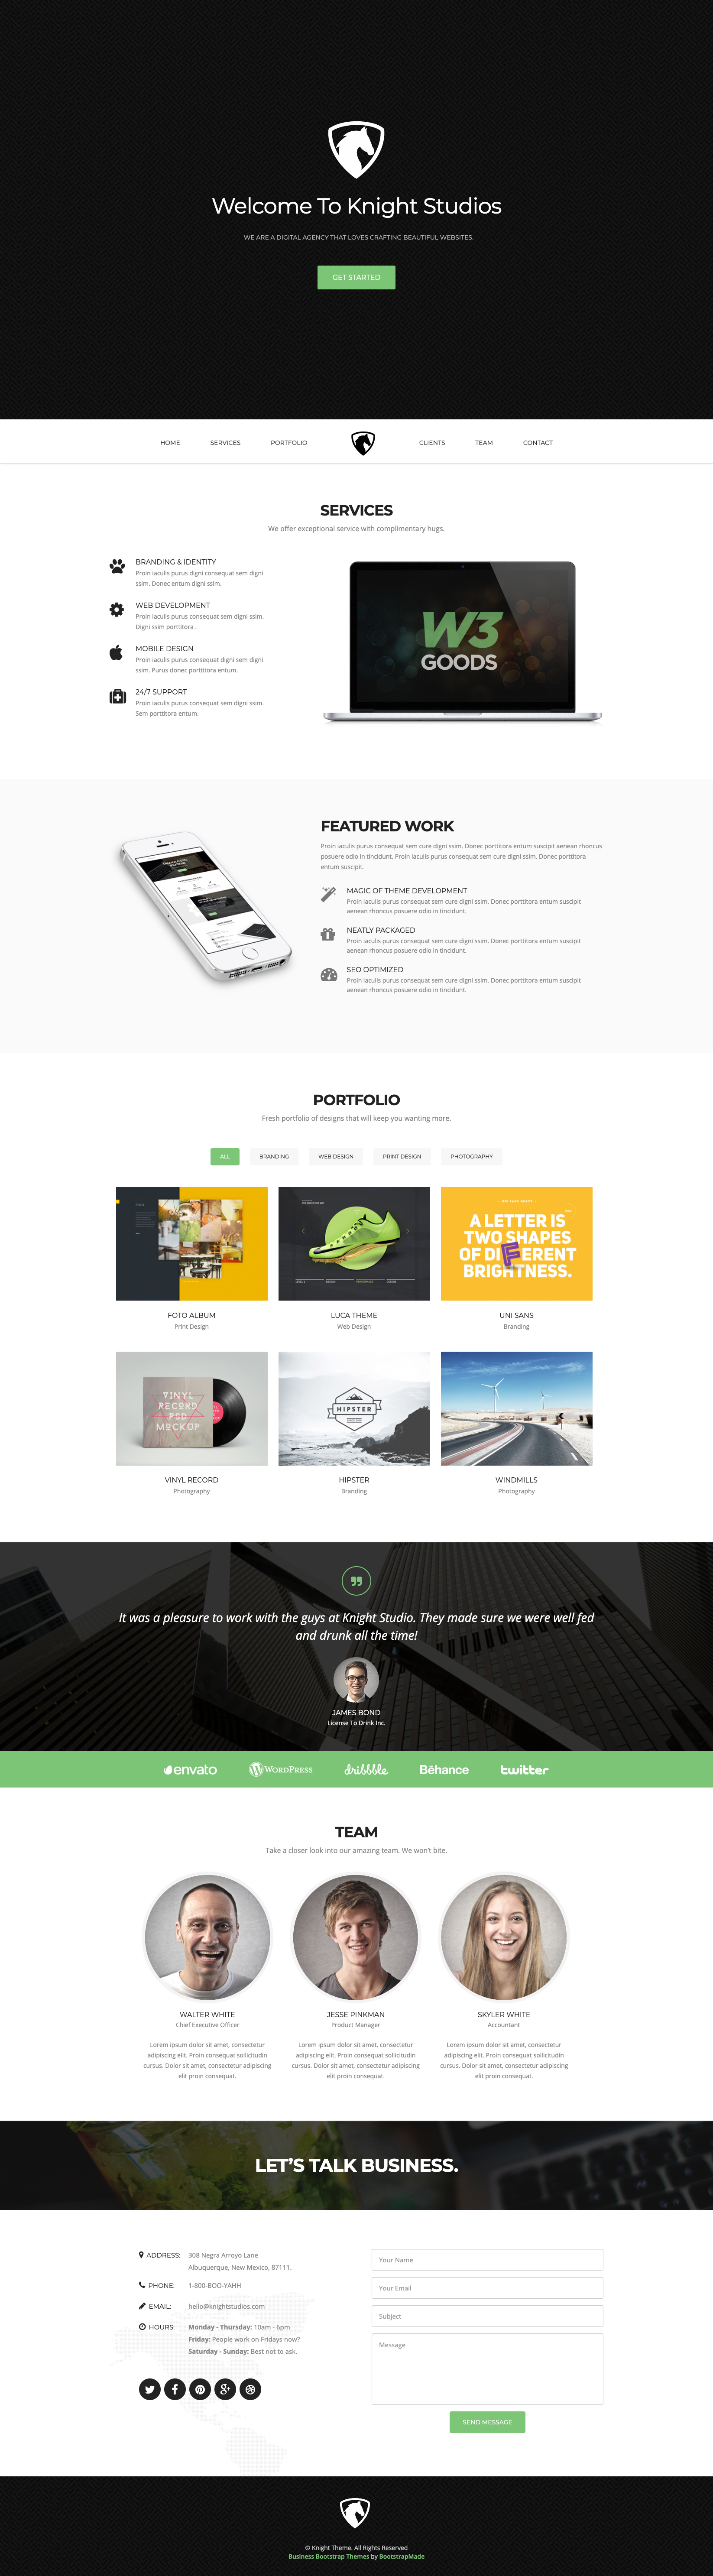 Welcome To Knight Studios
WE ARE A DIGITAL AGENCY THAT LOVES CRAFTING BEAUTIFUL WEBSITES.
GET STARTED
HOME
SERVICES
PORTFOLIO
CLIENTS
TEAM
CONTACT
SERVICES
We offer exceptional service with complimentary hugs.
BRANDING & IDENTITY
Proin iaculis purus digni consequat sem digni
ssim. Donec entum digni ssim.
WEB DEVELOPMENT
Proin iaculis purus consequat sem digni ssim.
Digni ssim porttitora .
MOBILE DESIGN
Proin iaculis purus consequat digni sem digni
ssim. Purus donec porttitora entum.
24/7 SUPPORT
Proin iaculis purus consequat sem digni ssim.
Sem porttitora entum.
W3
GOODS
FEATURED WORK
Proin iaculis purus consequat sem cure digni ssim. Donec porttitora entum suscipit aenean rhoncus
posuere odio in tincidunt. Proin iaculis purus consequat sem cure digni ssim. Donec porttitora
entum suscipit.
MAGIC OF THEME DEVELOPMENT
Proin iaculis purus consequat sem cure digni ssim. Donec porttitora entum suscipit
aenean rhoncus posuere odio in tincidunt.
NEATLY PACKAGED
Proin iaculis purus consequat sem cure digni ssim. Donec porttitora entum suscipit
aenean rhoncus posuere odio in tincidunt.
SEO OPTIMIZED
Proin iaculis purus consequat sem cure digni ssim. Donec porttitora entum suscipit
aenean rhoncus posuere odio in tincidunt.
PORTFOLIO
Fresh portfolio of designs that will keep you wanting more.
ALL
BRANDING
WEB DESIGN
PRINT DESIGN
PHOTOGRAPHY
A LETTER IS
TWO SHAPES
OF DIFFERENT
BRIGHTNESS.
FOTO ALBUM
Print Design
LUCA THEME
Web Design
UNI SANS
Branding
VINYL
RECORD
PSD
MOCKUP
HIPSTER
VINYL RECORD
Photography
HIPSTER
Branding
WINDMILLS
Photography
It was a pleasure to work with the guys at Knight Studio. They made sure we were well fed
and drunk all the time!
JAMES BOND
License To Drink Inc.
envato
WORDPRESS
dribbble
Bēhance
twitter
TEAM
Take a closer look into our amazing team. We won't bite.
WALTER WHITE
Chief Executive Officer
Lorem ipsum dolor sit amet, consectetur
adipiscing elit. Proin consequat sollicitudin
cursus. Dolor sit amet, consectetur adipiscing
elit proin consequat.
JESSE PINKMAN
Product Manager
Lorem ipsum dolor sit amet, consectetur
adipiscing elit. Proin consequat sollicitudin
cursus. Dolor sit amet, consectetur adipiscing
elit proin consequat.
SKYLER WHITE
Accountant
Lorem ipsum dolor sit amet, consectetur
adipiscing elit. Proin consequat sollicitudin
cursus. Dolor sit amet, consectetur adipiscing
elit proin consequat.
LET'S TALK BUSINESS.
ADDRESS: 308 Negra Arroyo Lane
Albuquerque, New Mexico, 87111.
PHONE: 1-800-BOO-YAHH
EMAIL: hello@knightstudios.com
HOURS: Monday - Thursday: 10am - 6pm
Friday: People work on Fridays now?
Saturday - Sunday: Best not to ask.
Your Name
Your Email
Subject
Message
SEND MESSAGE
© Knight Theme. All Rights Reserved
Business Bootstrap Themes by BootstrapMade